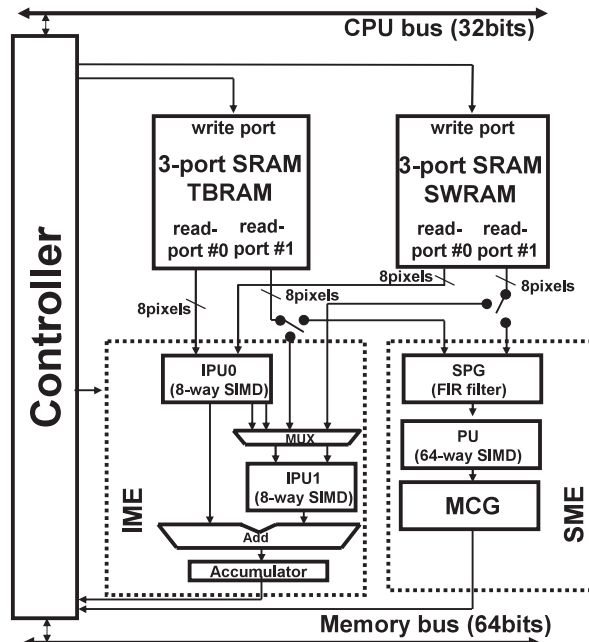 CPU bus (32bits)
Controller
write port
3-port SRAM
TBRAM
read-
port #0
read-
port #1
write port
3-port SRAM
SWRAM
read-
port #0
read-
port #1
8pixels
8pixels
8pixels
8pixels
IPU0
(8-way SIMD)
MUX
IPU1
(8-way SIMD)
Add
Accumulator
IME
SPG
(FIR filter)
PU
(64-way SIMD)
MCG
SME
Memory bus (64bits)